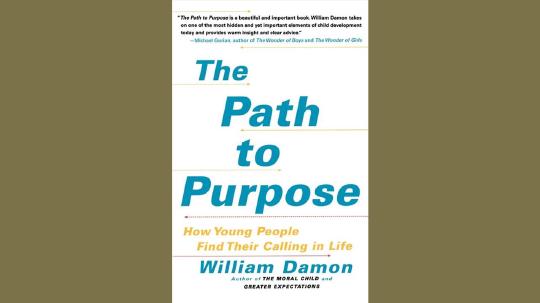 "The Path to Purpose is a beautiful and important book. William Damon takes
on one of the most hidden and yet important elements of child development
today and provides warm insight and clear advice."
—Michael Gurian, author of The Wonder of Boys and The Wonder of Girls
The
Path
to
Purpose
How Young People
Find Their Calling in Life
William Damon
Author of THE MORAL CHILD and
GREATER EXPECTATIONS